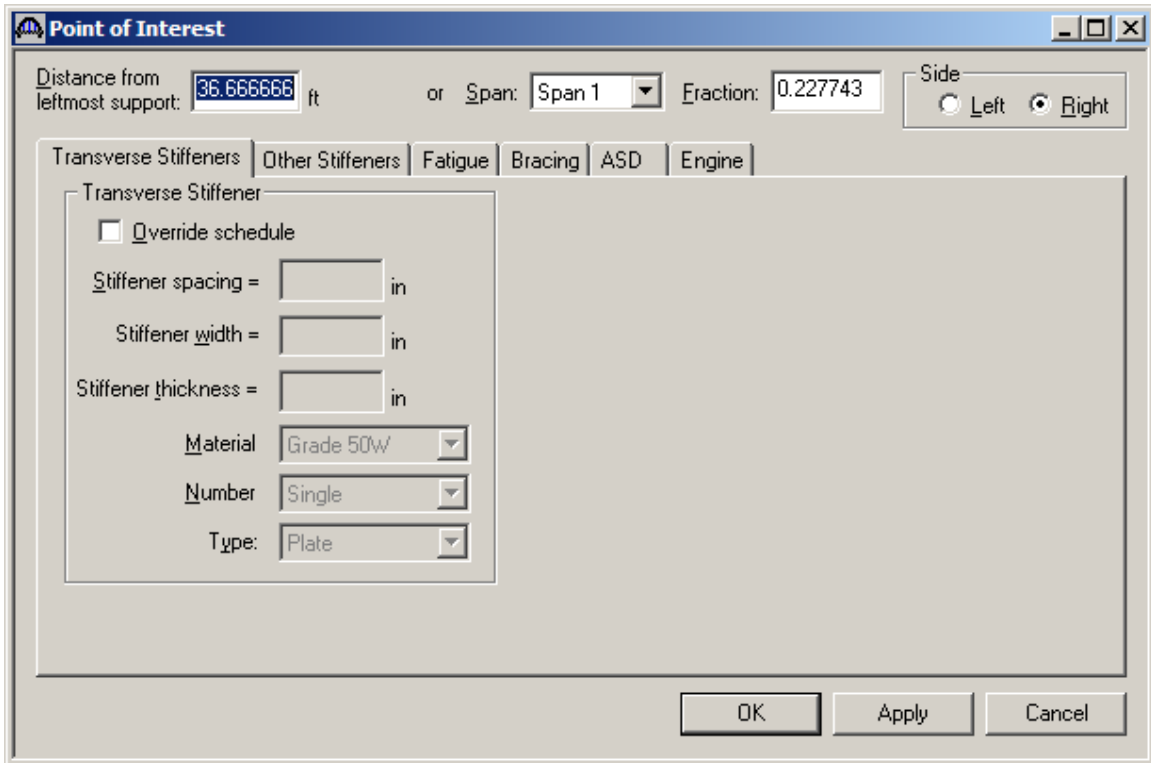 Point of Interest
Distance from
leftmost support: 36.666666 ft or Span: Span 1 Fraction: 0.227743
Side
Left Right
Transverse Stiffeners Other Stiffeners Fatigue Bracing ASD Engine
Transverse Stiffener
Override schedule
Stiffener spacing = in
Stiffener width = in
Stiffener thickness = in
Material Grade 50W
Number Single
Type: Plate
OK Apply Cancel